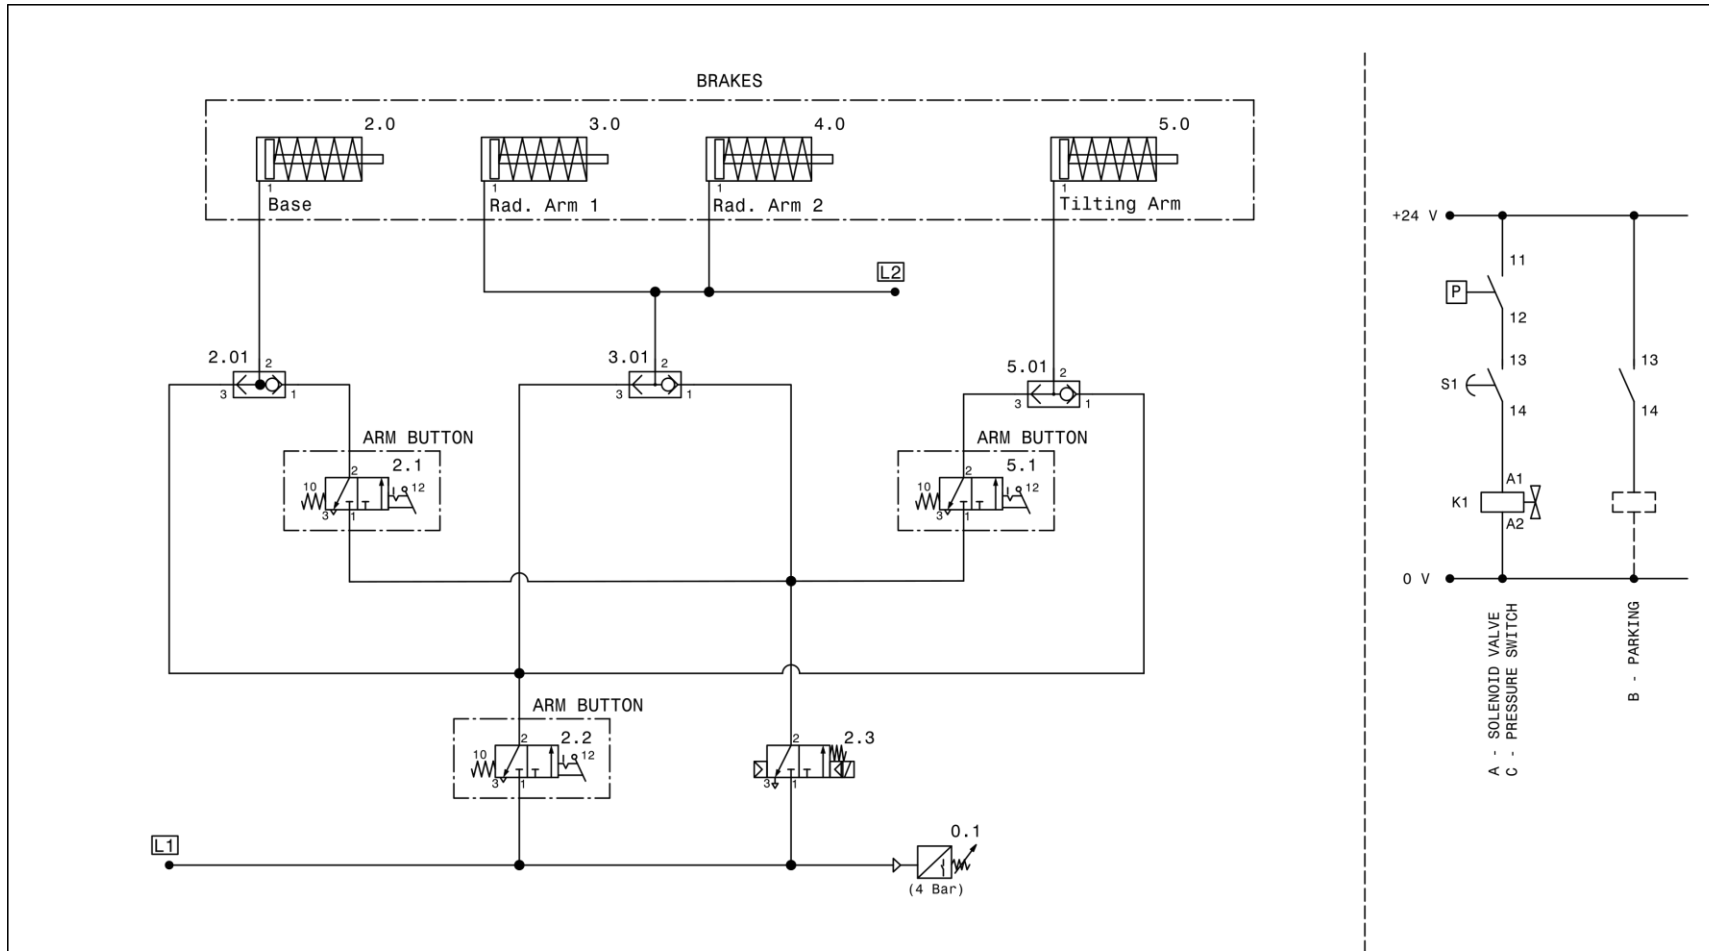 BRAKES
2.0
3.0
4.0
5.0
1
1
1
1
Base
Rad. Arm 1
Rad. Arm 2
Tilting Arm
L2
2.01
2
3
1
3.01
2
3
1
5.01
2
3
1
ARM BUTTON
2.1
2
10
12
3
1
ARM BUTTON
5.1
2
10
12
3
1
ARM BUTTON
2.2
2
10
12
3
1
2.3
2
3
1
L1
0.1
(4 Bar)
+24 V
11
P
12
13
S1
14
13
14
A1
K1
A2
0 V
A - SOLENOID VALVE
C - PRESSURE SWITCH
B - PARKING